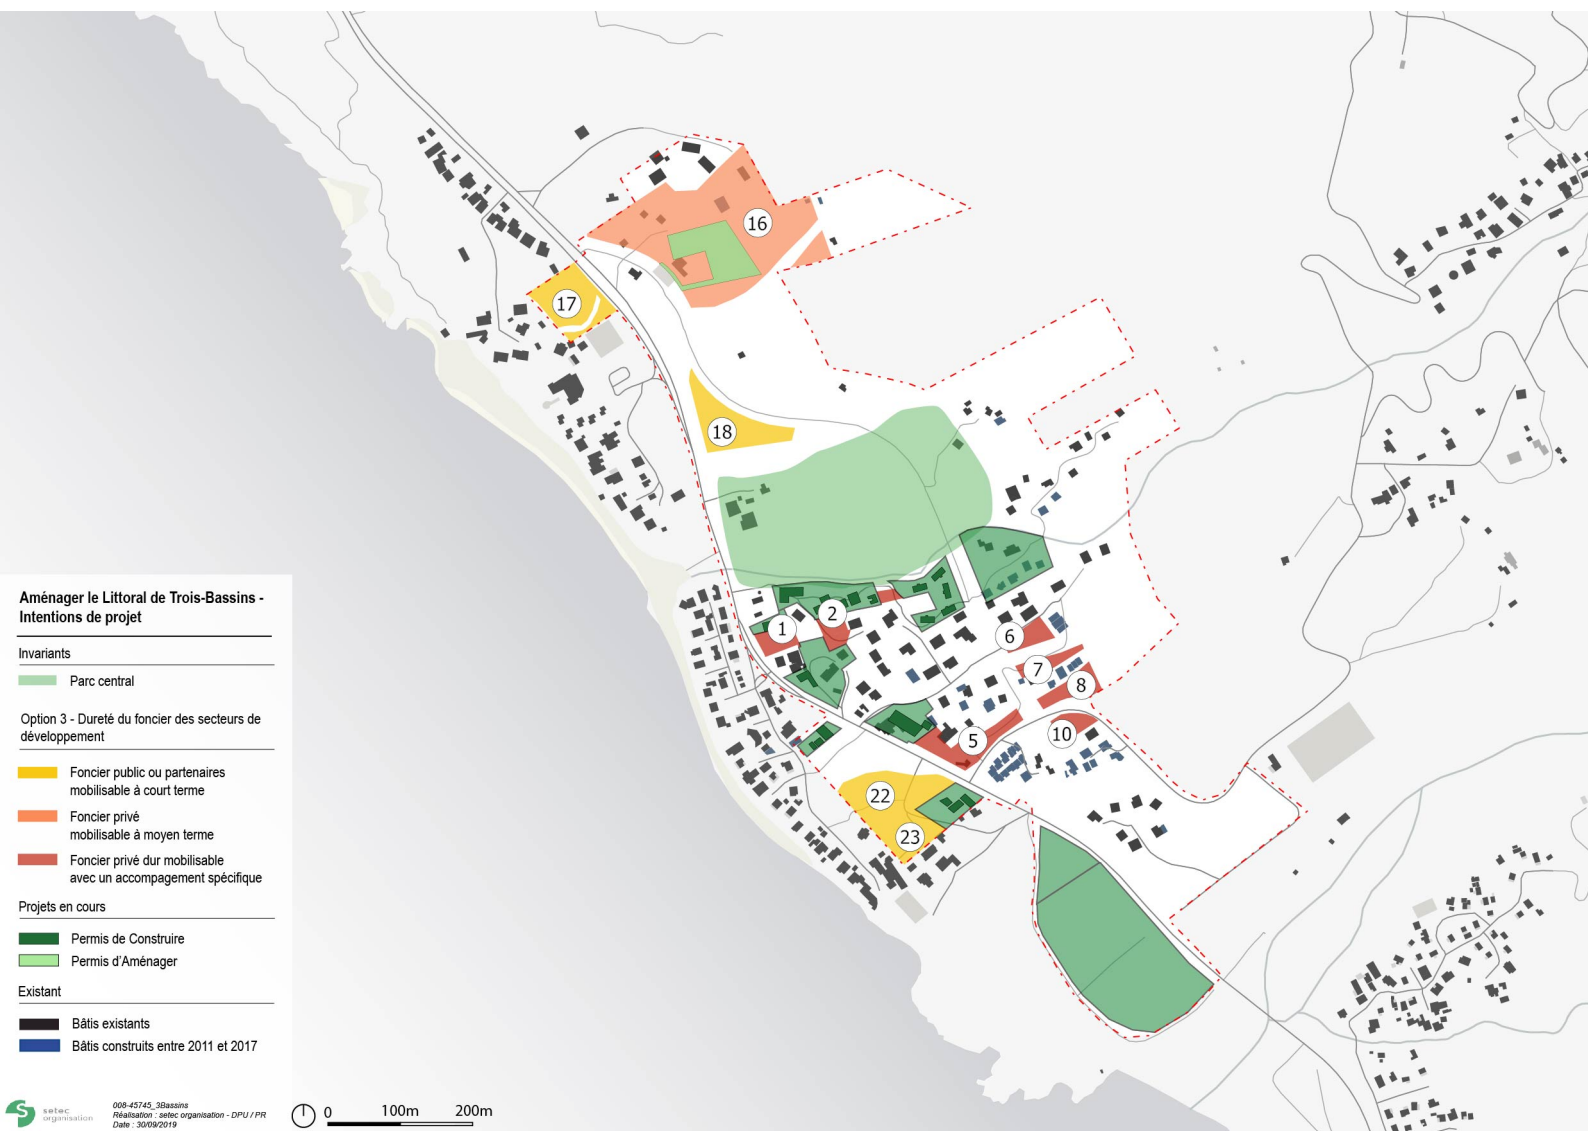 16
17
18
2
1
6
7
8
5
10
22
23
Aménager le Littoral de Trois-Bassins -
Intentions de projet
Invariants
Parc central
Option 3 - Dureté du foncier des secteurs de
développement
Foncier public ou partenaires
mobilisable à court terme
Foncier privé
mobilisable à moyen terme
Foncier privé dur mobilisable
avec un accompagement spécifique
Projets en cours
Permis de Construire
Permis d'Aménager
Existant
Bâtis existants
Bâtis construits entre 2011 et 2017
setec
organisation
008-45745_3Bassins
Réalisation : setec organisation - DPU / PR
Date : 30/09/2019
0 100m 200m